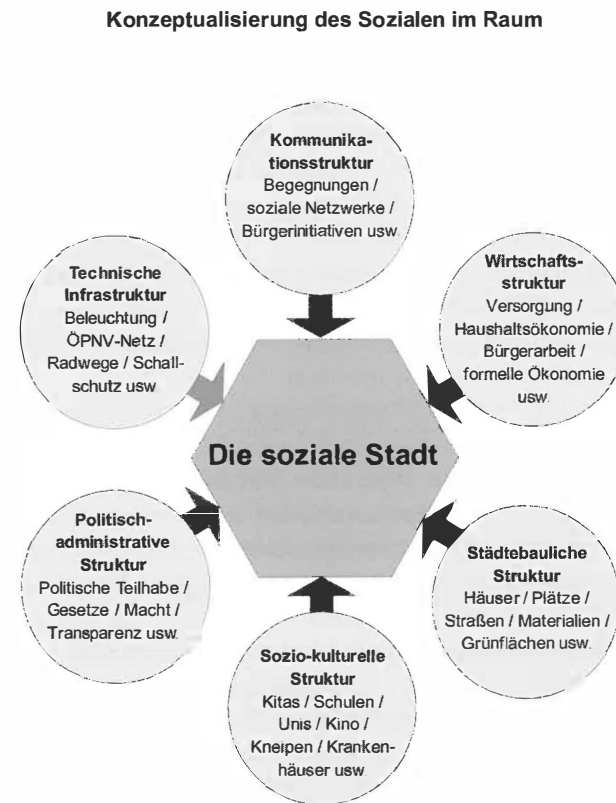 Konzeptualisierung des Sozialen im Raum
Kommunika-
tionsstruktur
Begegnungen /
soziale Netzwerke /
Bürgerinitiativen usw.
Technische
Infrastruktur
Beleuchtung /
ÖPNV-Netz /
Radwege / Schall-
schutz usw.
Wirtschafts-
struktur
Versorgung /
Haushaltsökonomie /
Bürgerarbeit /
formelle Ökonomie
usw.
Die soziale Stadt
Politisch-
administrative
Struktur
Politische Teilhabe /
Gesetze / Macht /
Transparenz usw.
Städtebauliche
Struktur
Häuser / Plätze /
Straßen / Materialien /
Grünflächen usw.
Sozio-kulturelle
Struktur
Kitas / Schulen /
Unis / Kino /
Kneipen / Kranken-
häuser usw.